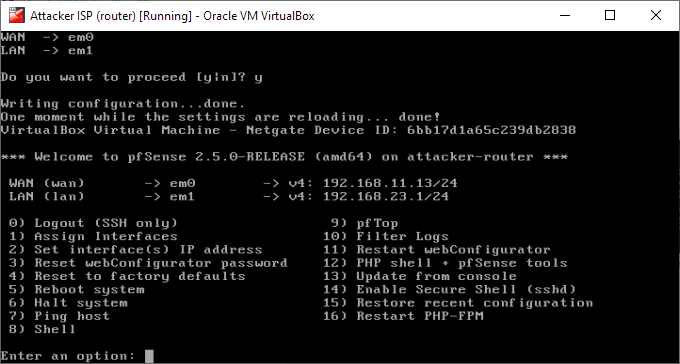 Attacker ISP (router) [Running] - Oracle VM VirtualBox
WAN -> em0
LAN -> em1
Do you want to proceed [y|n]? y
Writing configuration...done.
One moment while the settings are reloading... done!
VirtualBox Virtual Machine - Netgate Device ID: 6bb17d1a65c239db2838
*** Welcome to pfSense 2.5.0-RELEASE (amd64) on attacker-router ***
WAN (wan) -> em0 -> v4: 192.168.11.13/24
LAN (lan) -> em1 -> v4: 192.168.23.1/24
0) Logout (SSH only) 9) pfTop
1) Assign Interfaces 10) Filter Logs
2) Set interface(s) IP address 11) Restart webConfigurator
3) Reset webConfigurator password 12) PHP shell + pfSense tools
4) Reset to factory defaults 13) Update from console
5) Reboot system 14) Enable Secure Shell (sshd)
6) Halt system 15) Restore recent configuration
7) Ping host 16) Restart PHP-FPM
8) Shell
Enter an option: